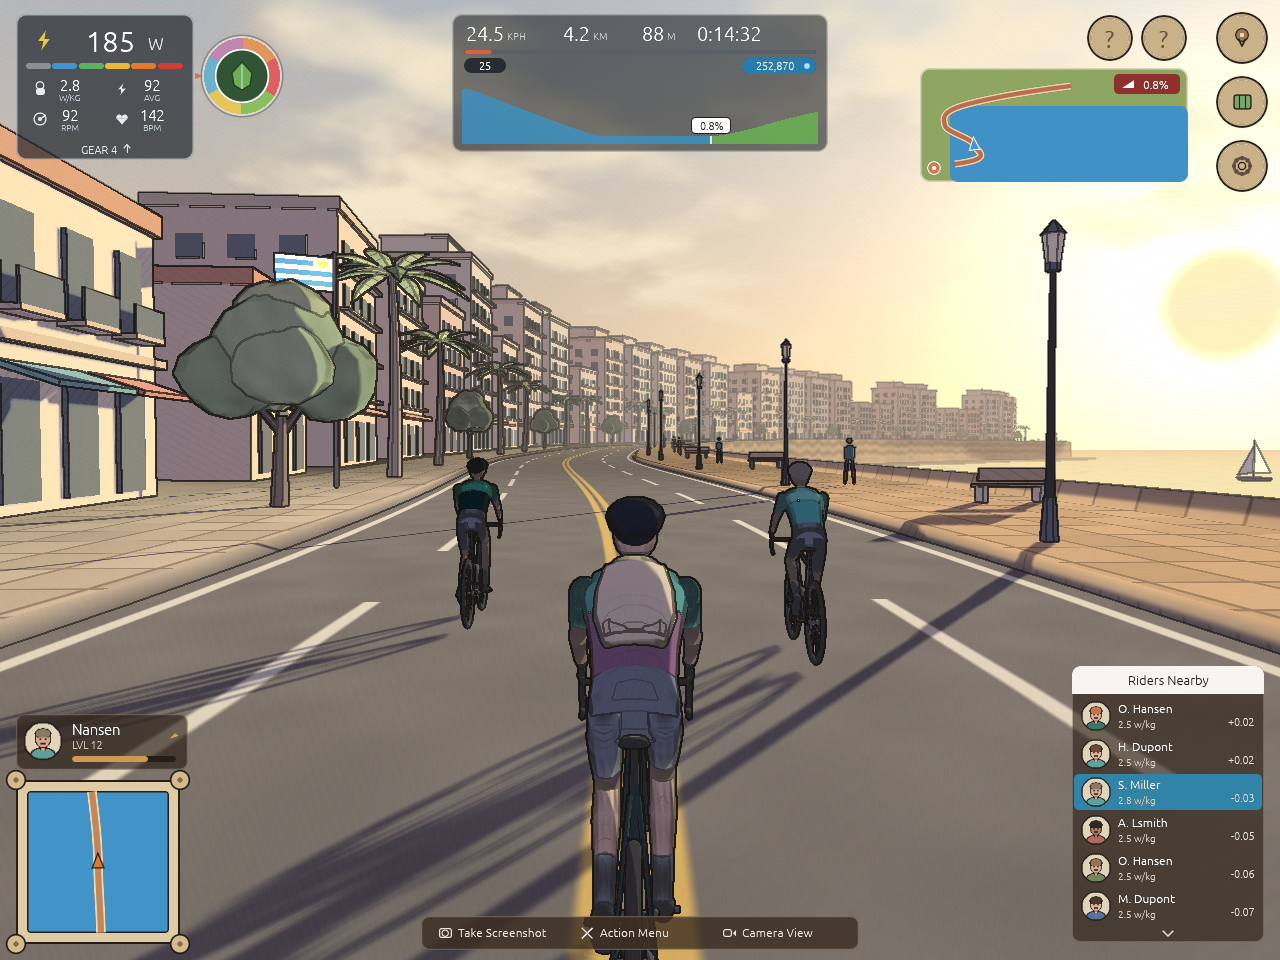 185 W
2.8 W/KG
92 AVG
92 RPM
142 BPM
GEAR 4
24.5 KPH 4.2 KM 88 M 0:14:32
25
252,870
0.8%
? ?
0.8%
Nansen
LVL 12
Riders Nearby
O. Hansen
2.5 w/kg +0.02
H. Dupont
2.5 w/kg +0.02
S. Miller
2.8 w/kg -0.03
A. Lsmith
2.5 w/kg -0.05
O. Hansen
2.5 w/kg -0.06
M. Dupont
2.5 w/kg -0.07
Take Screenshot Action Menu Camera View